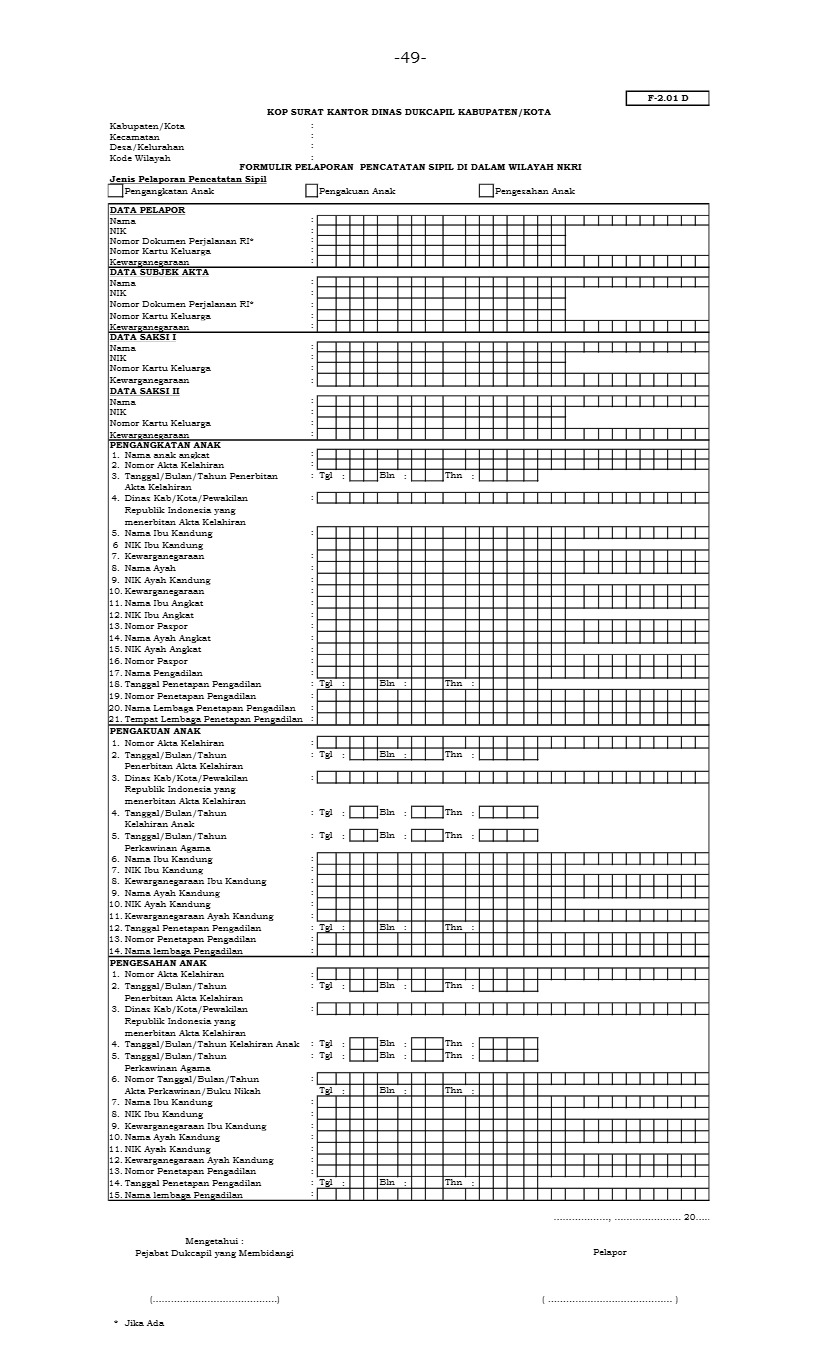 -49-
F-2.01 D
KOP SURAT KANTOR DINAS DUKCAPIL KABUPATEN/KOTA
Kabupaten/Kota :
Kecamatan :
Desa/Kelurahan :
Kode Wilayah :
FORMULIR PELAPORAN PENCATATAN SIPIL DI DALAM WILAYAH NKRI
Jenis Pelaporan Pencatatan Sipil
Pengangkatan Anak Pengakuan Anak Pengesahan Anak
DATA PELAPOR
Nama :
NIK :
Nomor Dokumen Perjalanan RI* :
Nomor Kartu Keluarga :
Kewarganegaraan :
DATA SUBJEK AKTA
Nama :
NIK :
Nomor Dokumen Perjalanan RI* :
Nomor Kartu Keluarga :
Kewarganegaraan :
DATA SAKSI I
Nama :
NIK :
Nomor Kartu Keluarga :
Kewarganegaraan :
DATA SAKSI II
Nama :
NIK :
Nomor Kartu Keluarga :
Kewarganegaraan :
PENGANGKATAN ANAK
1. Nama anak angkat :
2. Nomor Akta Kelahiran :
3. Tanggal/Bulan/Tahun Penerbitan : Tgl : Bln : Thn :
Akta Kelahiran
4. Dinas Kab/Kota/Pewakilan :
Republik Indonesia yang
menerbitan Akta Kelahiran
5. Nama Ibu Kandung :
6 NIK Ibu Kandung :
7. Kewarganegaraan :
8. Nama Ayah :
9. NIK Ayah Kandung :
10. Kewarganegaraan :
11. Nama Ibu Angkat :
12. NIK Ibu Angkat :
13. Nomor Paspor :
14. Nama Ayah Angkat :
15. NIK Ayah Angkat :
16. Nomor Paspor :
17. Nama Pengadilan :
18. Tanggal Penetapan Pengadilan : Tgl : Bln : Thn :
19. Nomor Penetapan Pengadilan :
20. Nama Lembaga Penetapan Pengadilan :
21. Tempat Lembaga Penetapan Pengadilan :
PENGAKUAN ANAK
1. Nomor Akta Kelahiran :
2. Tanggal/Bulan/Tahun : Tgl : Bln : Thn :
Penerbitan Akta Kelahiran
3. Dinas Kab/Kota/Pewakilan :
Republik Indonesia yang
menerbitan Akta Kelahiran
4. Tanggal/Bulan/Tahun : Tgl : Bln : Thn :
Kelahiran Anak
5. Tanggal/Bulan/Tahun : Tgl : Bln : Thn :
Perkawinan Agama
6. Nama Ibu Kandung :
7. NIK Ibu Kandung :
8. Kewarganegaraan Ibu Kandung :
9. Nama Ayah Kandung :
10. NIK Ayah Kandung :
11. Kewarganegaraan Ayah Kandung :
12. Tanggal Penetapan Pengadilan : Tgl : Bln : Thn :
13. Nomor Penetapan Pengadilan :
14. Nama lembaga Pengadilan :
PENGESAHAN ANAK
1. Nomor Akta Kelahiran :
2. Tanggal/Bulan/Tahun : Tgl : Bln : Thn :
Penerbitan Akta Kelahiran
3. Dinas Kab/Kota/Pewakilan :
Republik Indonesia yang
menerbitan Akta Kelahiran
4. Tanggal/Bulan/Tahun Kelahiran Anak : Tgl : Bln : Thn :
5. Tanggal/Bulan/Tahun : Tgl : Bln : Thn :
Perkawinan Agama
6. Nomor Tanggal/Bulan/Tahun :
Akta Perkawinan/Buku Nikah Tgl : Bln : Thn :
7. Nama Ibu Kandung :
8. NIK Ibu Kandung :
9. Kewarganegaraan Ibu Kandung :
10. Nama Ayah Kandung :
11. NIK Ayah Kandung :
12. Kewarganegaraan Ayah Kandung :
13. Nomor Penetapan Pengadilan :
14. Tanggal Penetapan Pengadilan : Tgl : Bln : Thn :
15. Nama lembaga Pengadilan :
..................., ....................... 20.....
Mengetahui :
Pejabat Dukcapil yang Membidangi Pelapor
(..........................................) ( .......................................... )
* Jika Ada